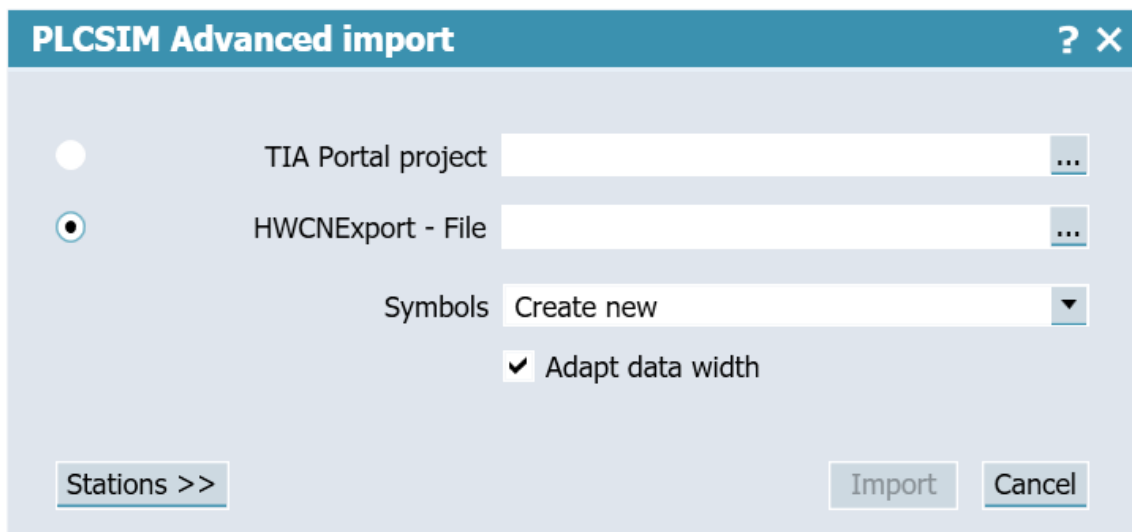 PLCSIM Advanced import ? ×
TIA Portal project ...
HWCNExport - File ...
Symbols Create new
Adapt data width
Stations >> Import Cancel